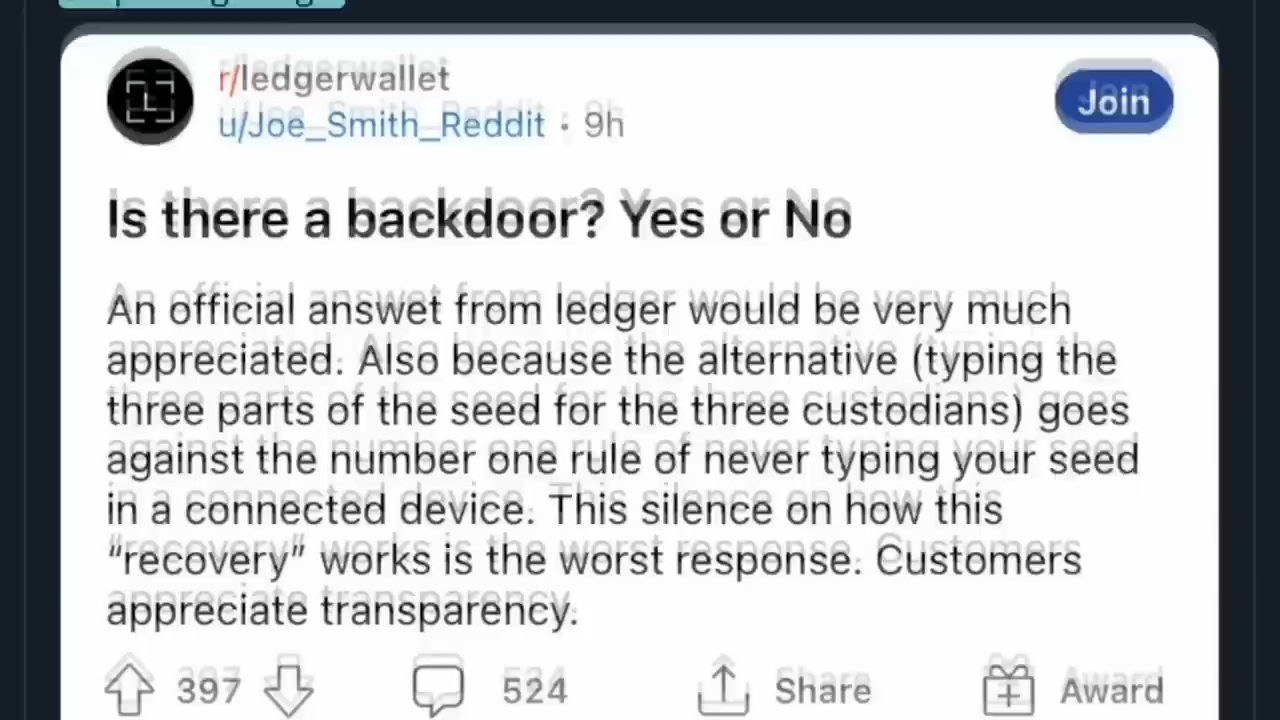 r/ledgerwallet
u/Joe_Smith_Reddit · 9h
Join
Is there a backdoor? Yes or No
An official answet from ledger would be very much
appreciated. Also because the alternative (typing the
three parts of the seed for the three custodians) goes
against the number one rule of never typing your seed
in a connected device. This silence on how this
“recovery” works is the worst response. Customers
appreciate transparency.
397
524
Share
Award